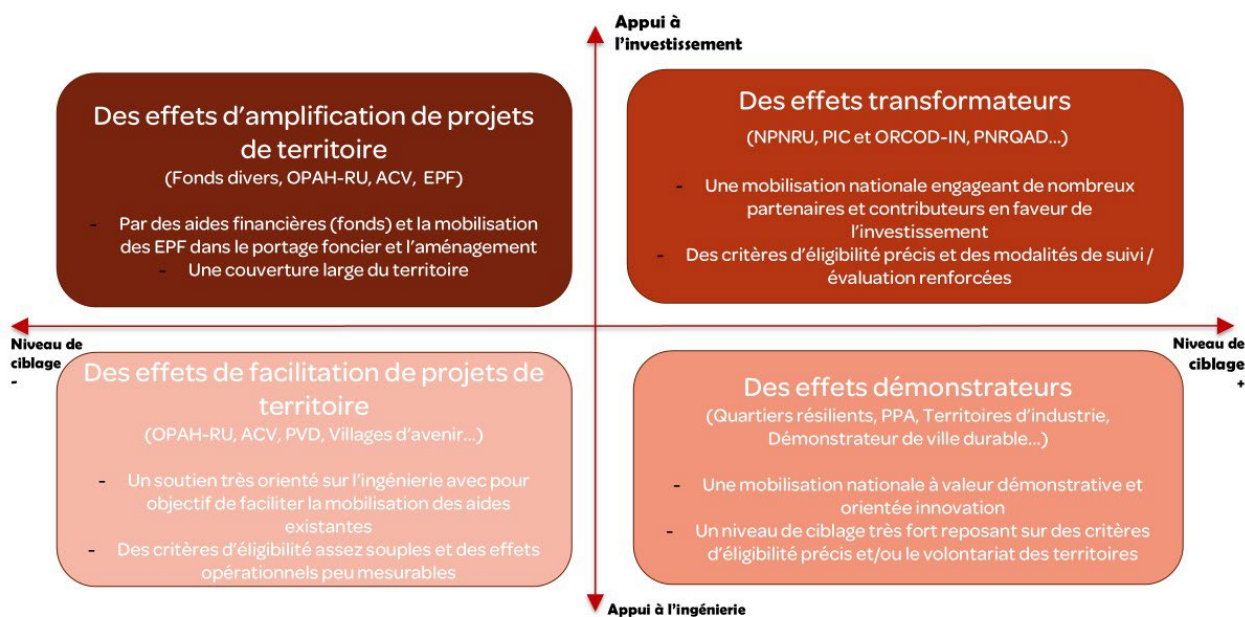 Appui à
l'investissement
Des effets d'amplification de projets
de territoire
(Fonds divers, OPAH-RU, ACV, EPF)
- Par des aides financières (fonds) et la mobilisation
des EPF dans le portage foncier et l'aménagement
- Une couverture large du territoire
Des effets transformateurs
(NPNRU, PIC et ORCOD-IN, PNRQAD...)
- Une mobilisation nationale engageant de nombreux
partenaires et contributeurs en faveur de
l'investissement
- Des critères d'éligibilité précis et des modalités de suivi /
évaluation renforcées
Niveau de
ciblage
-
Niveau de
ciblage
+
Des effets de facilitation de projets de
territoire
(OPAH-RU, ACV, PVD, Villages d'avenir...)
- Un soutien très orienté sur l'ingénierie avec pour
objectif de faciliter la mobilisation des aides
existantes
- Des critères d'éligibilité assez souples et des effets
opérationnels peu mesurables
Des effets démonstrateurs
(Quartiers résilients, PPA, Territoires d'industrie,
Démonstrateur de ville durable...)
- Une mobilisation nationale à valeur démonstrative et
orientée innovation
- Un niveau de ciblage très fort reposant sur des critères
d'éligibilité précis et/ou le volontariat des territoires
Appui à l'ingénierie